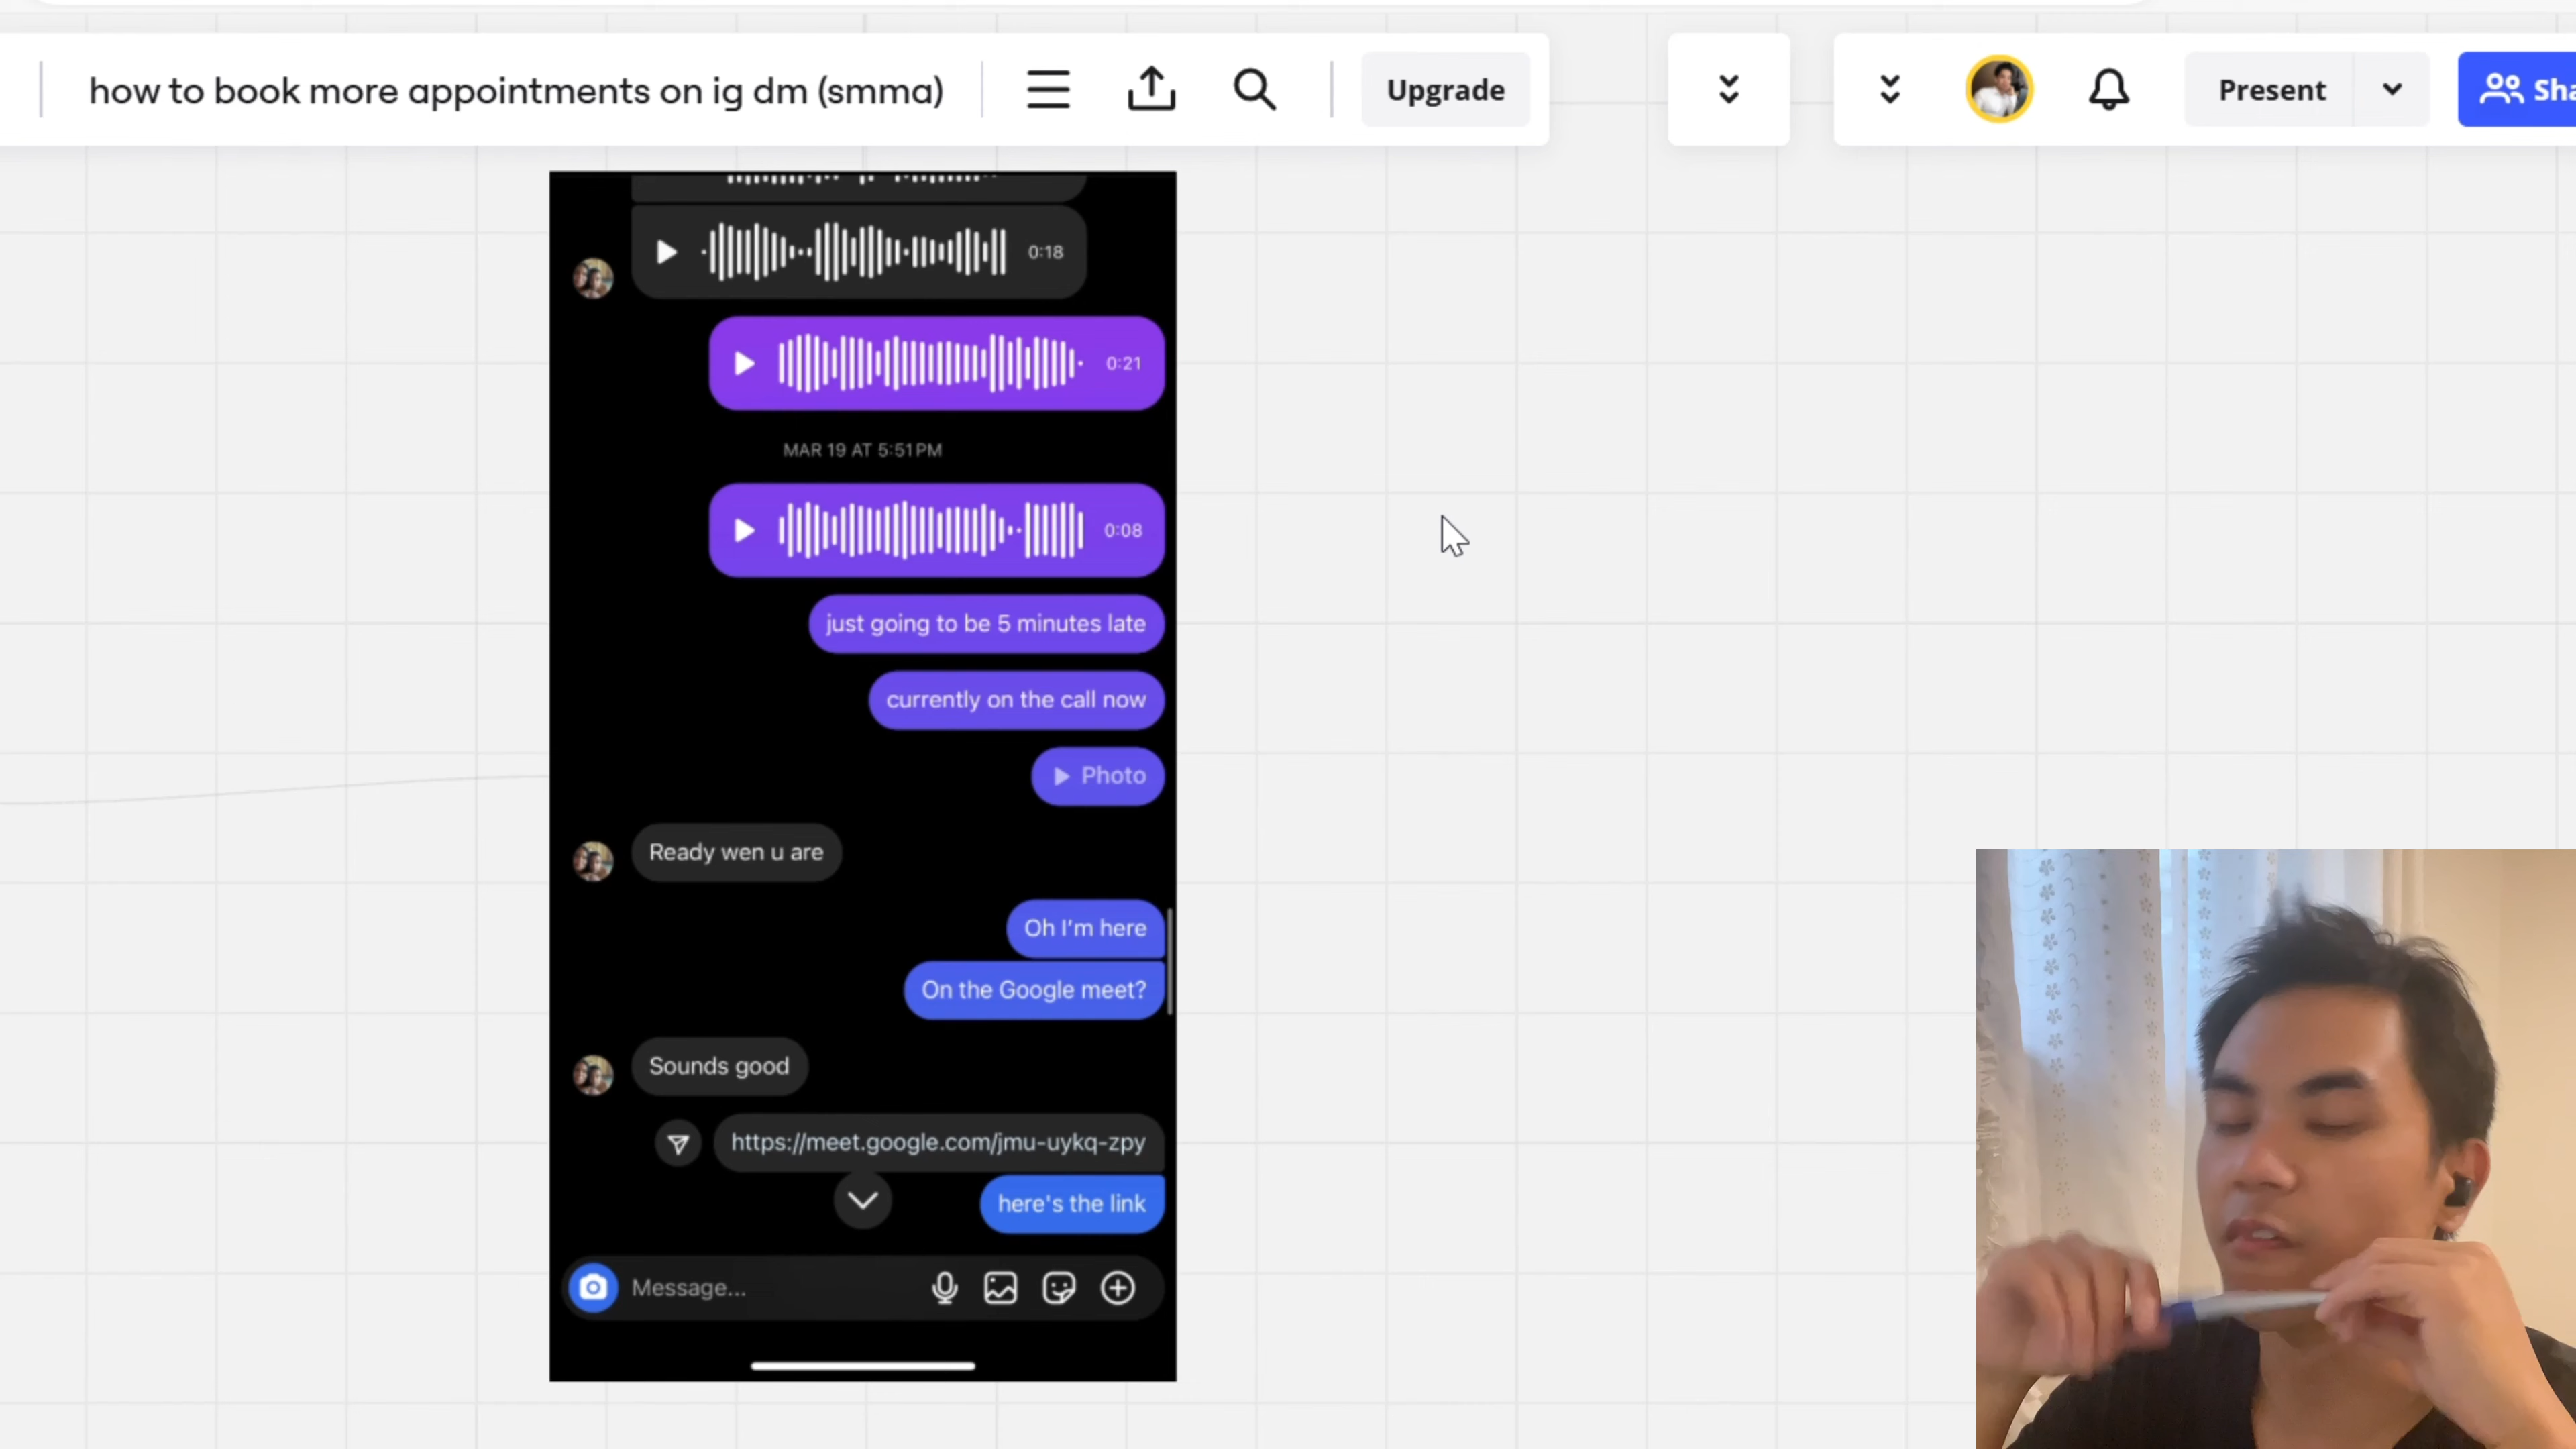 how to book more appointments on ig dm (smma)
Upgrade
Present
Sha
0:18
0:21
MAR 19 AT 5:51 PM
0:08
just going to be 5 minutes late
currently on the call now
Photo
Ready wen u are
Oh I'm here
On the Google meet?
Sounds good
https://meet.google.com/jmu-uykq-zpy
here's the link
Message...